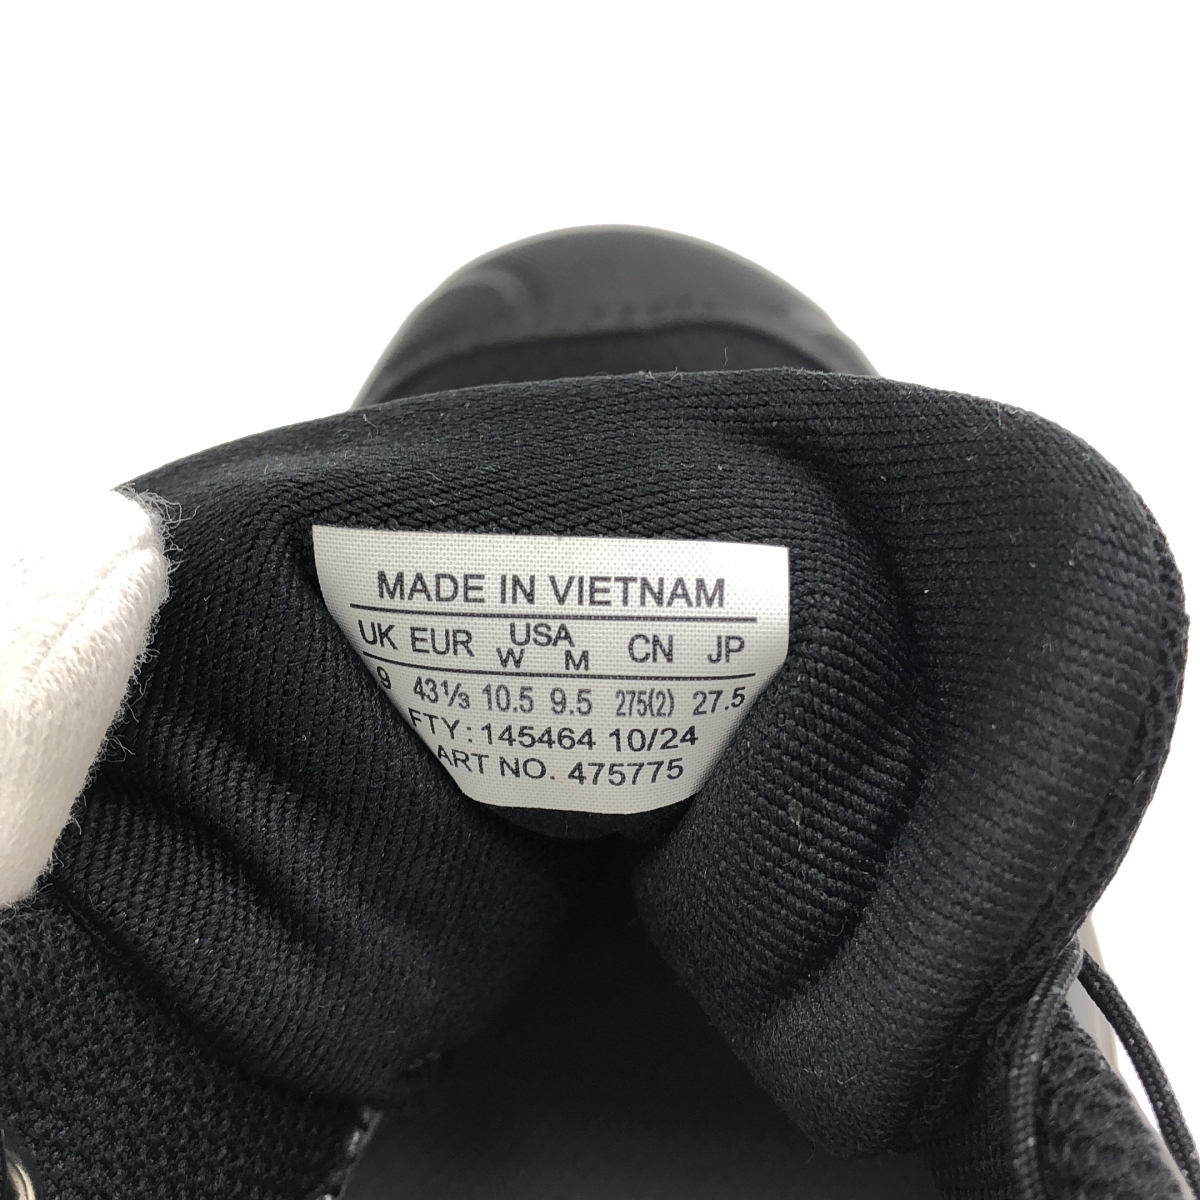 MADE IN VIETNAM
UK EUR USA W M CN JP
9 43⅓ 10.5 9.5 275(2) 27.5
FTY: 145464 10/24
ART NO. 475775